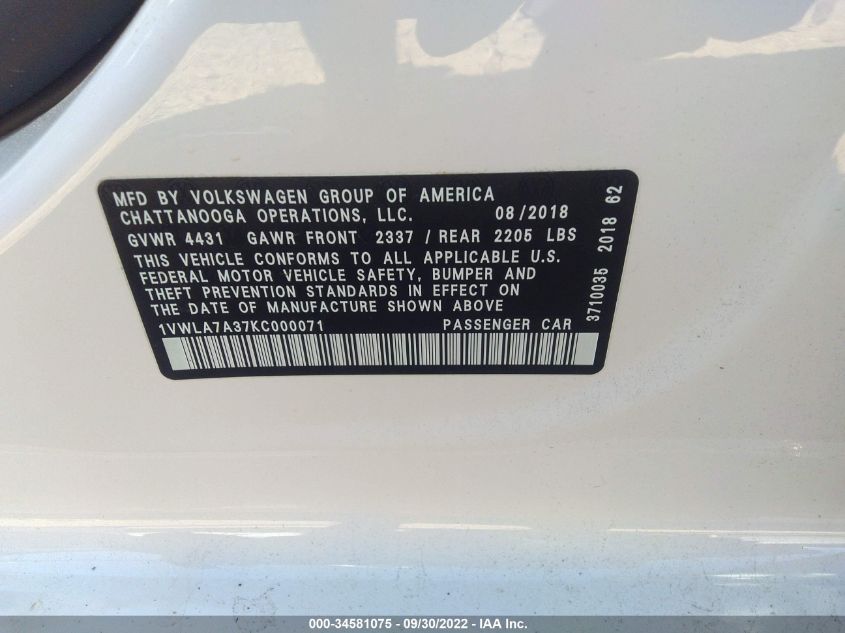 MFD BY VOLKSWAGEN GROUP OF AMERICA
CHATTANOOGA OPERATIONS, LLC. 08/2018
GVWR 4431 GAWR FRONT 2337 / REAR 2205 LBS
THIS VEHICLE CONFORMS TO ALL APPLICABLE U.S.
FEDERAL MOTOR VEHICLE SAFETY, BUMPER AND
THEFT PREVENTION STANDARDS IN EFFECT ON
THE DATE OF MANUFACTURE SHOWN ABOVE
1VWLA7A37KC000071 PASSENGER CAR
3710035 2018 62
000-34581075 - 09/30/2022 - IAA Inc.